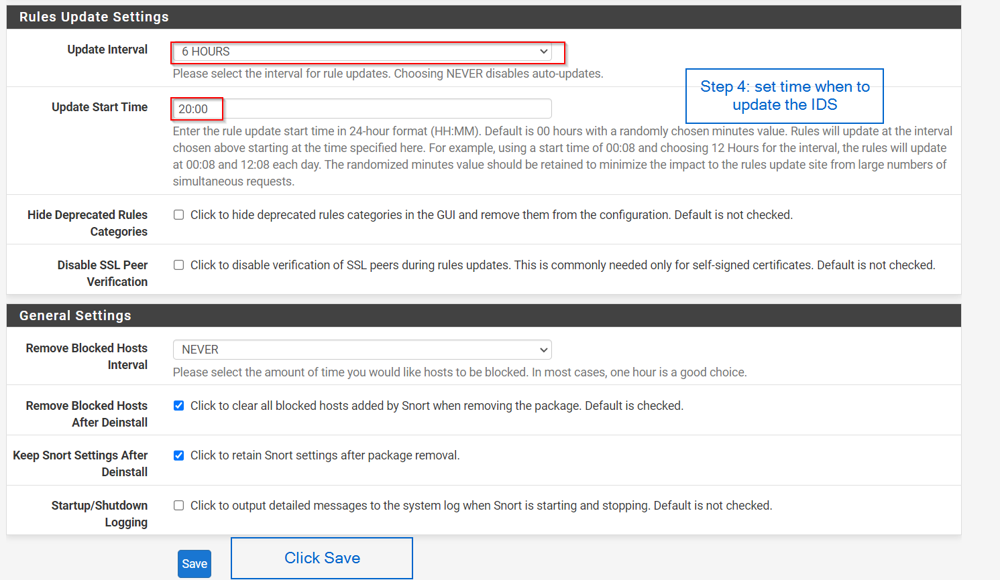 Rules Update Settings
Update Interval
6 HOURS
Please select the interval for rule updates. Choosing NEVER disables auto-updates.
Step 4: set time when to
update the IDS
Update Start Time
20:00
Enter the rule update start time in 24-hour format (HH:MM). Default is 00 hours with a randomly chosen minutes value. Rules will update at the interval
chosen above starting at the time specified here. For example, using a start time of 00:08 and choosing 12 Hours for the interval, the rules will update
at 00:08 and 12:08 each day. The randomized minutes value should be retained to minimize the impact to the rules update site from large numbers of
simultaneous requests.
Hide Deprecated Rules
Categories
Click to hide deprecated rules categories in the GUI and remove them from the configuration. Default is not checked.
Disable SSL Peer
Verification
Click to disable verification of SSL peers during rules updates. This is commonly needed only for self-signed certificates. Default is not checked.
General Settings
Remove Blocked Hosts
Interval
NEVER
Please select the amount of time you would like hosts to be blocked. In most cases, one hour is a good choice.
Remove Blocked Hosts
After Deinstall
Click to clear all blocked hosts added by Snort when removing the package. Default is checked.
Keep Snort Settings After
Deinstall
Click to retain Snort settings after package removal.
Startup/Shutdown
Logging
Click to output detailed messages to the system log when Snort is starting and stopping. Default is not checked.
Save
Click Save